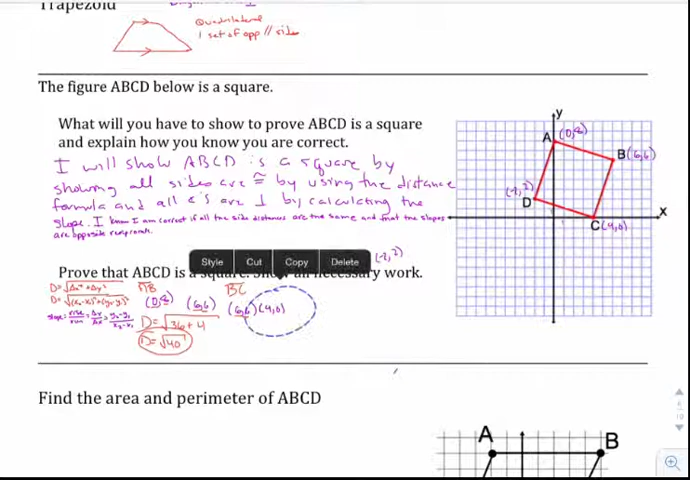 Trapezoid
Quadrilateral
1 set of opp // sides
The figure ABCD below is a square.
What will you have to show to prove ABCD is a square
and explain how you know you are correct.
I will show ABCD is a square by
showing all sides are ≅ by using the distance
formula and all ∠'s are ⊥ by calculating the
slope. I know I am correct if all the side distances are the same and that the slopes
are opposite reciprocals.
y
A (0,8)
B (6,6)
(-2,2)
D
C (4,0)
x
Style Cut Copy Delete
(-2,2)
Prove that ABCD is a square. Show all necessary work.
D=√Δx²+Δy²
AB
BC
D=√(x₂-x₁)²+(y₂-y₁)²
(0,8) (6,6) (6,6) (4,0)
slope = rise/run = Δy/Δx = y₂-y₁/x₂-x₁
D=√36+4
D=√40
Find the area and perimeter of ABCD
A
B